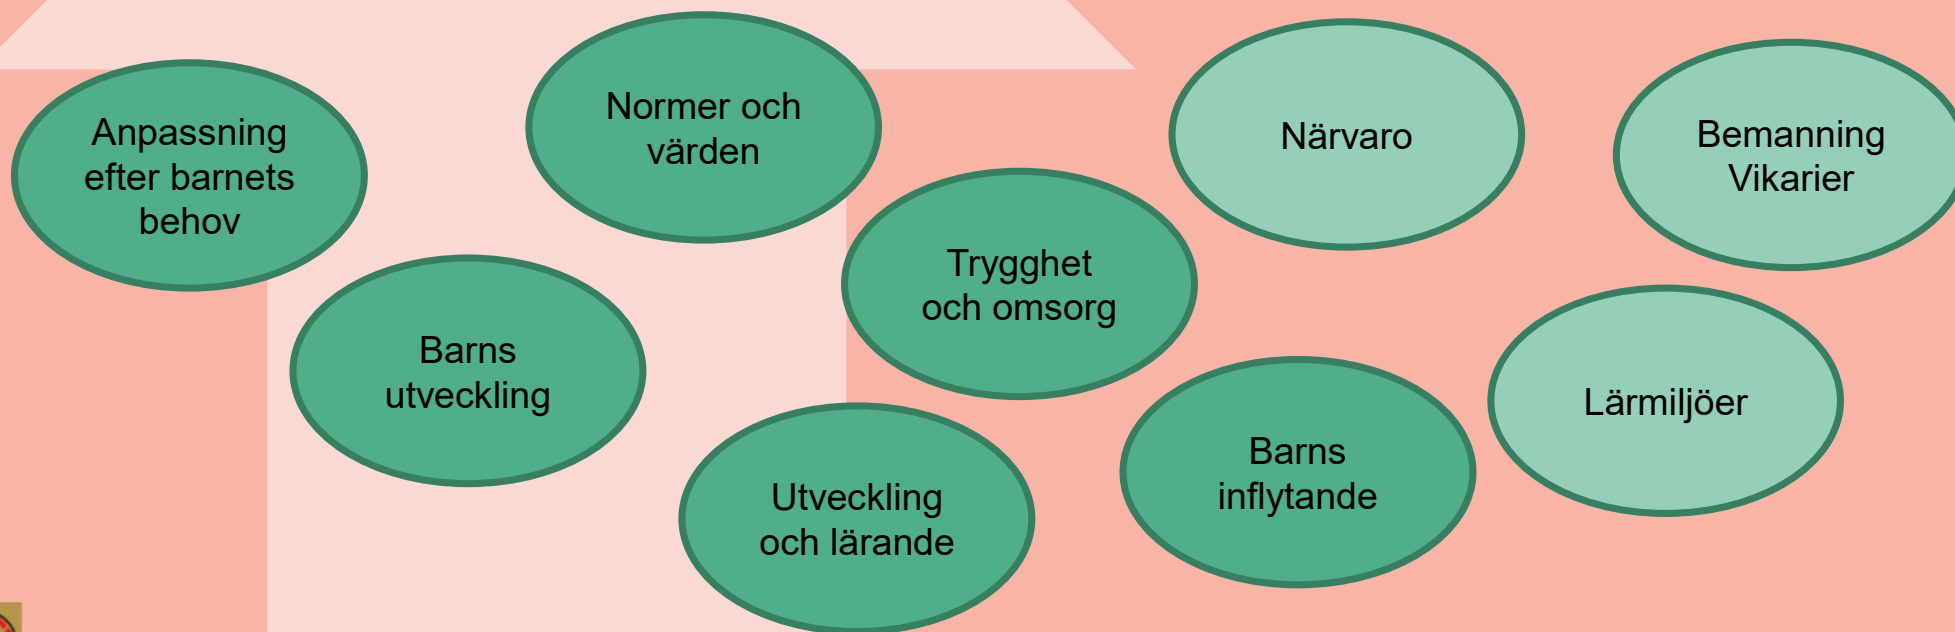 Anpassning
efter barnets
behov
Normer och
värden
Närvaro
Bemanning
Vikarier
Trygghet
och omsorg
Barns
utveckling
Lärmiljöer
Utveckling
och lärande
Barns
inflytande